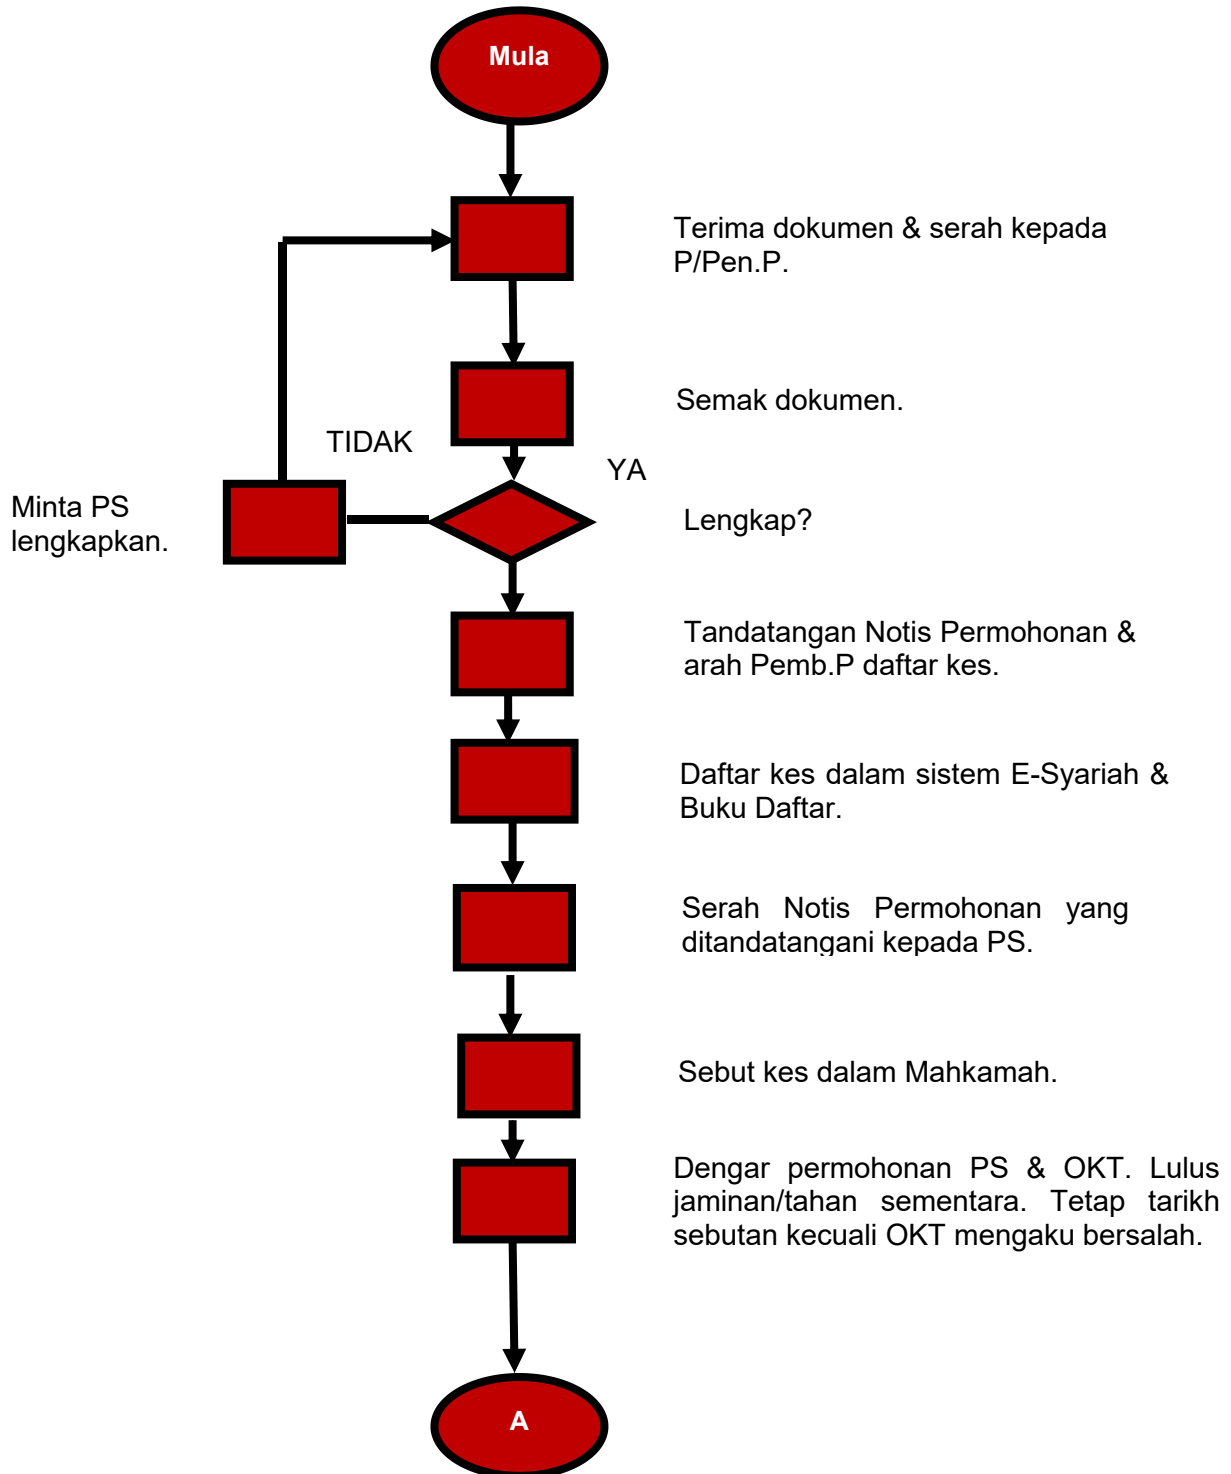 Mula
Terima dokumen & serah kepada
P/Pen.P.
Semak dokumen.
TIDAK
YA
Minta PS
lengkapkan.
Lengkap?
Tandatangan Notis Permohonan &
arah Pemb.P daftar kes.
Daftar kes dalam sistem E-Syariah &
Buku Daftar.
Serah Notis Permohonan yang
ditandatangani kepada PS.
Sebut kes dalam Mahkamah.
Dengar permohonan PS & OKT. Lulus
jaminan/tahan sementara. Tetap tarikh
sebutan kecuali OKT mengaku bersalah.
A